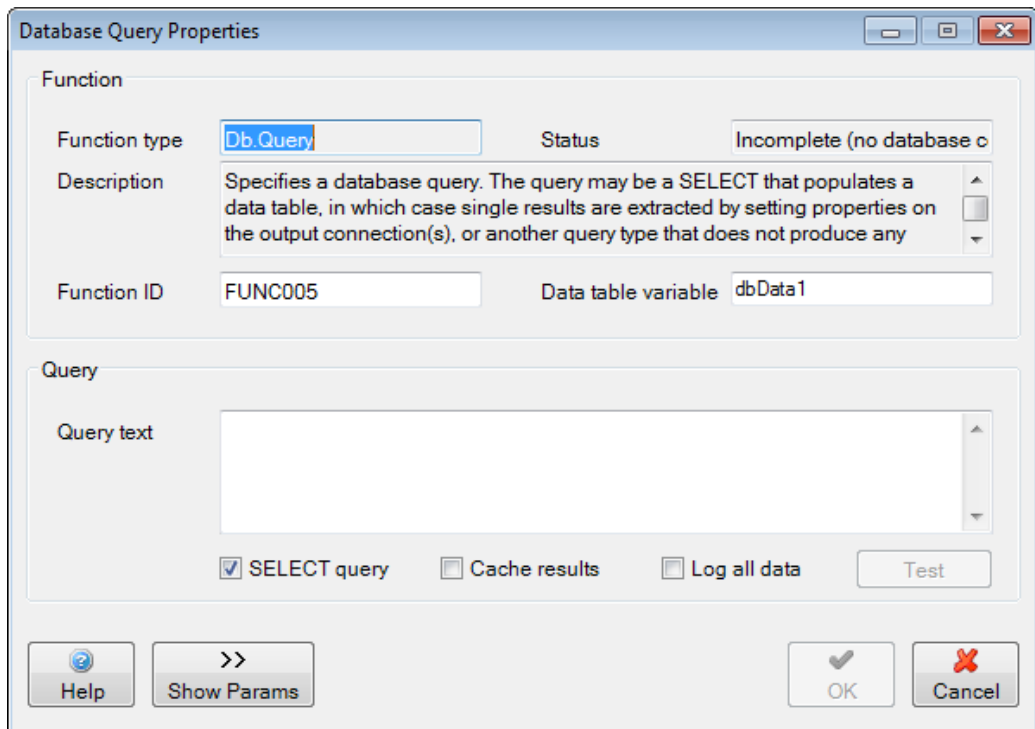 Database Query Properties
Function
Function type Db.Query Status Incomplete (no database c
Description Specifies a database query. The query may be a SELECT that populates a
data table, in which case single results are extracted by setting properties on
the output connection(s), or another query type that does not produce any
Function ID FUNC005 Data table variable dbData1
Query
Query text
SELECT query Cache results Log all data Test
>>
Help Show Params OK Cancel